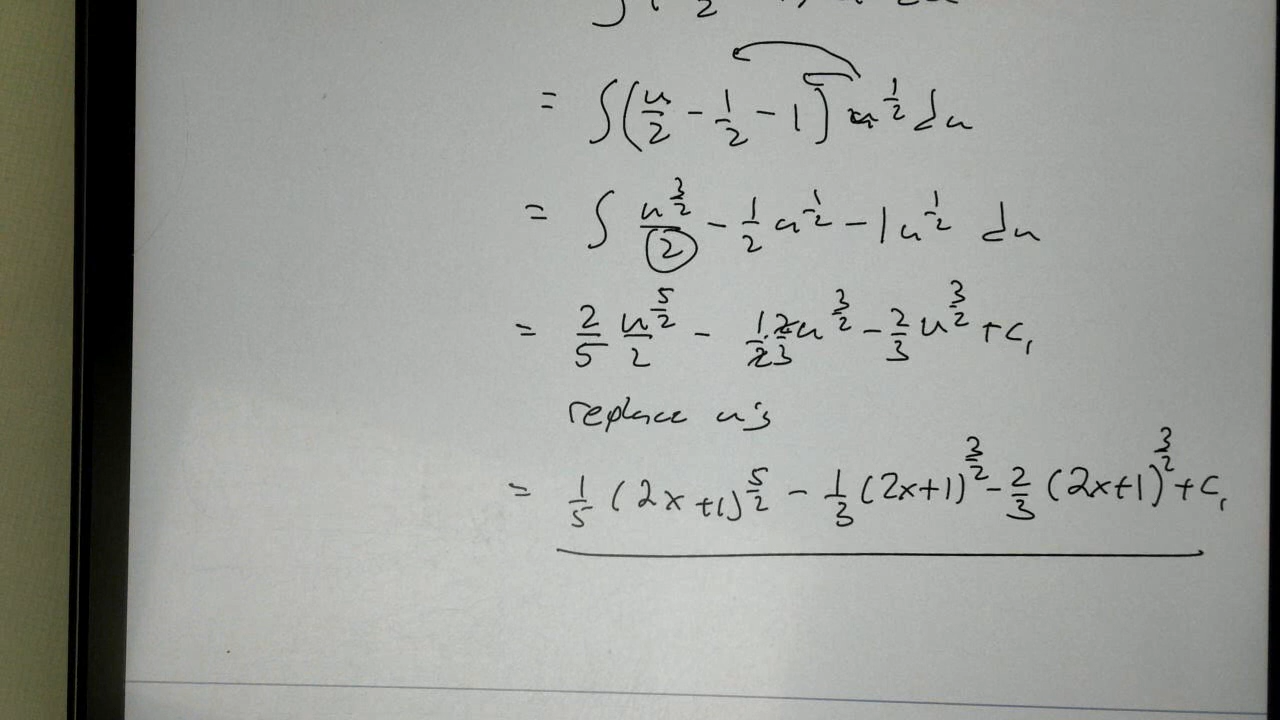 = ∫(u/2 - 1/2 - 1) u^(1/2) du
= ∫ u^(3/2)/2 - 1/2 u^(1/2) - 1u^(1/2) du
= 2/5 u^(5/2)/2 - 1/2 · 2/3 u^(3/2) - 2/3 u^(3/2) + C₁
replace u's
= 1/5 (2x+1)^(5/2) - 1/3 (2x+1)^(3/2) - 2/3 (2x+1)^(3/2) + C₁